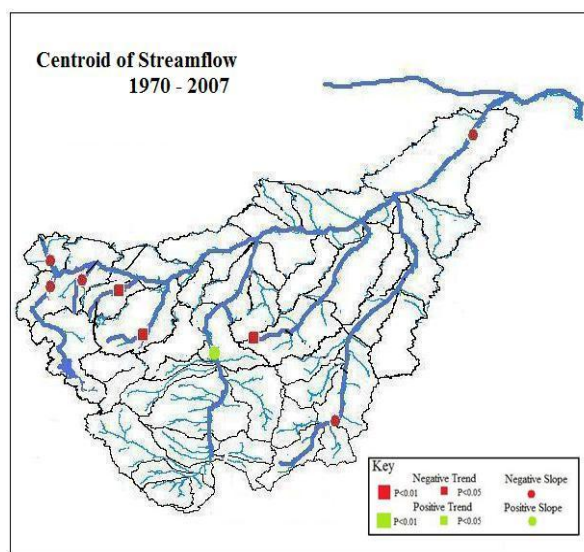 Centroid of Streamflow
1970 - 2007
Key
Negative Trend Negative Slope
P<0.01 P<0.05
Positive Trend Positive Slope
P<0.01 P<0.05